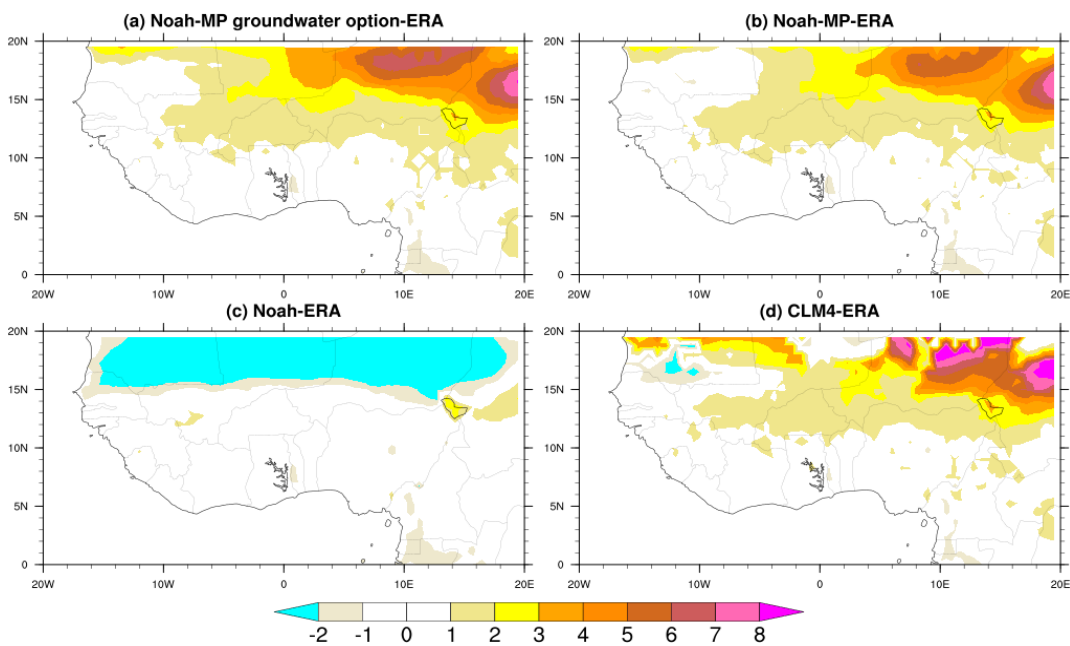 (a) Noah-MP groundwater option-ERA
(b) Noah-MP-ERA
20N
15N
10N
5N
0
20W 10W 0 10E 20E
20N
15N
10N
5N
0
20W 10W 0 10E 20E
(c) Noah-ERA
(d) CLM4-ERA
20N
15N
10N
5N
0
20W 10W 0 10E 20E
20N
15N
10N
5N
0
20W 10W 0 10E 20E
-2 -1 0 1 2 3 4 5 6 7 8